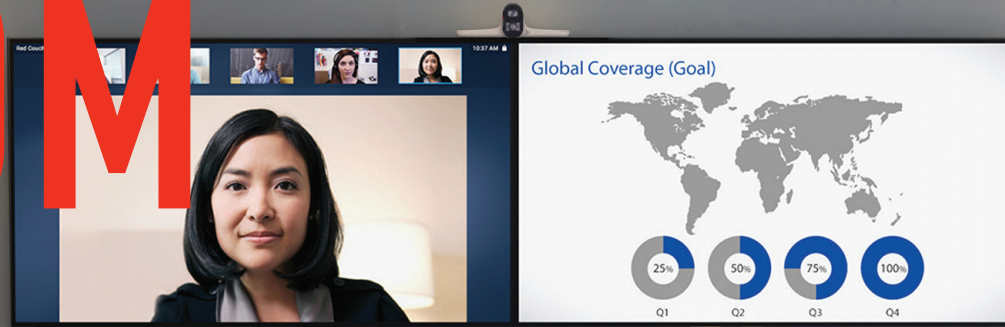 M
Red Couch
10:37 AM
Global Coverage (Goal)
25%
50%
75%
100%
Q1
Q2
Q3
Q4